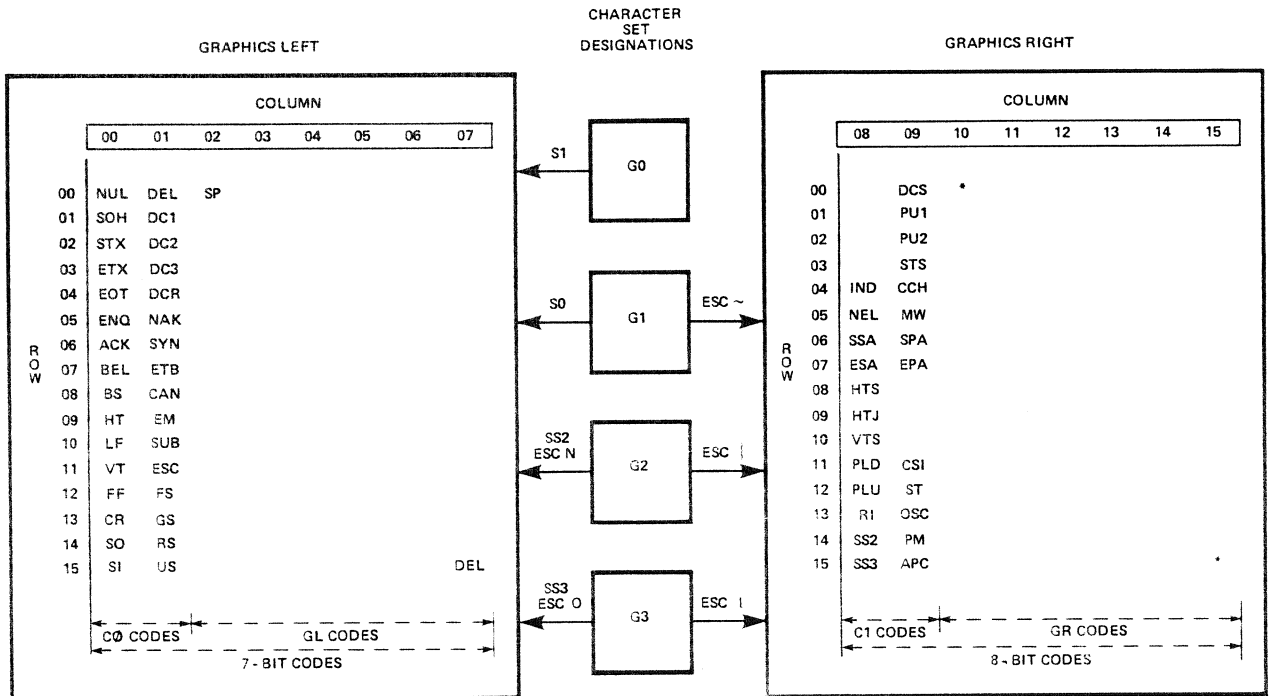 CHARACTER
SET
DESIGNATIONS
GRAPHICS LEFT
GRAPHICS RIGHT
COLUMN
00 01 02 03 04 05 06 07
ROW
00 NUL DEL SP
01 SOH DC1
02 STX DC2
03 ETX DC3
04 EOT DCR
05 ENQ NAK
06 ACK SYN
07 BEL ETB
08 BS CAN
09 HT EM
10 LF SUB
11 VT ESC
12 FF FS
13 CR GS
14 SO RS
15 SI US DEL
CØ CODES
GL CODES
7-BIT CODES
S1
G0
S0
G1
ESC ~
SS2
ESC N
G2
ESC
SS3
ESC O
G3
ESC
COLUMN
08 09 10 11 12 13 14 15
ROW
00 DCS *
01 PU1
02 PU2
03 STS
04 IND CCH
05 NEL MW
06 SSA SPA
07 ESA EPA
08 HTS
09 HTJ
10 VTS
11 PLD CSI
12 PLU ST
13 RI OSC
14 SS2 PM
15 SS3 APC *
C1 CODES
GR CODES
8-BIT CODES